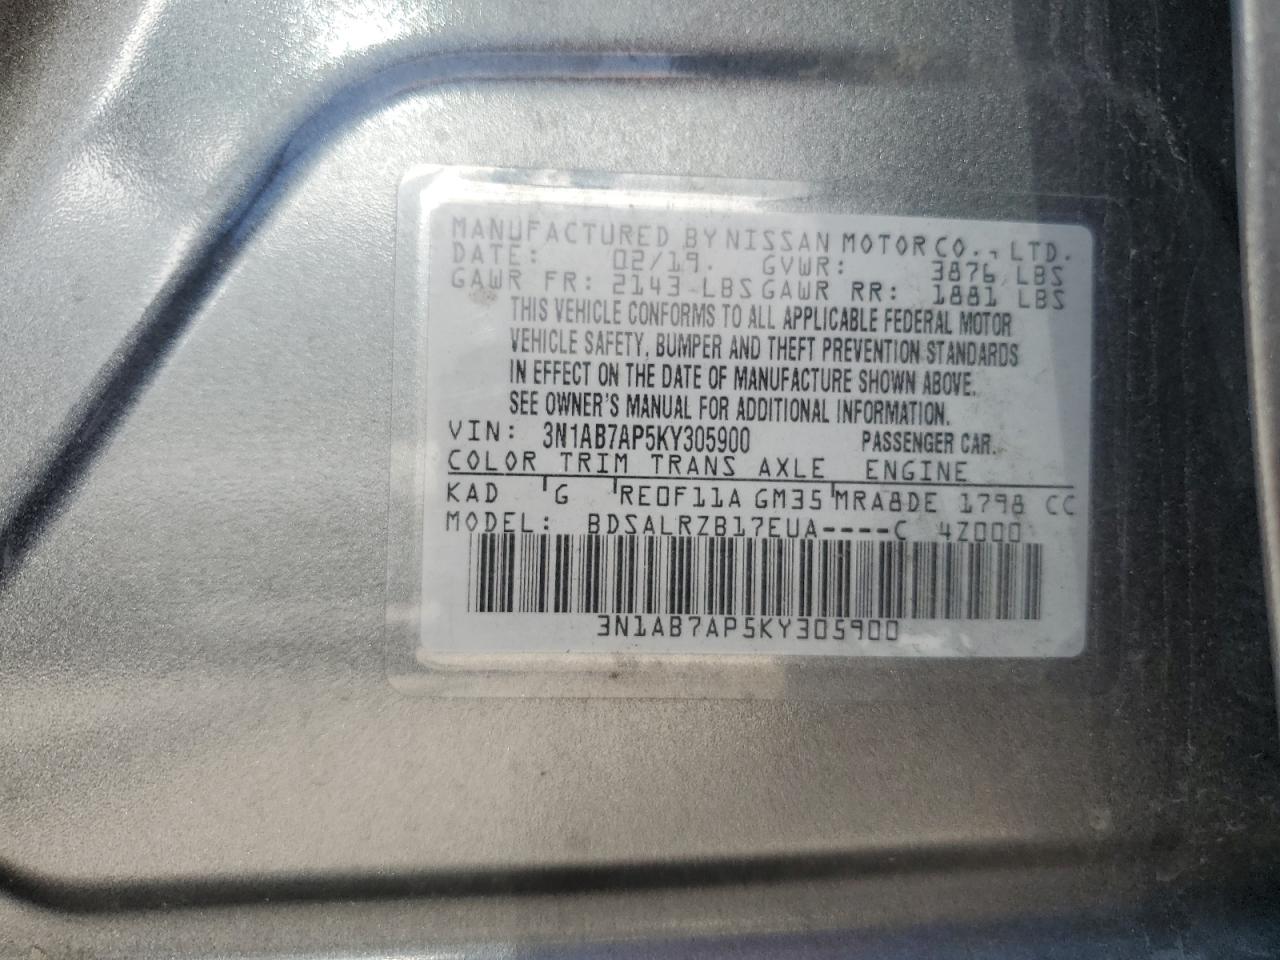 MANUFACTURED BY NISSAN MOTOR CO., LTD.
DATE: 02/19. GVWR: 3876 LBS
GAWR FR: 2143 LBS GAWR RR: 1881 LBS
THIS VEHICLE CONFORMS TO ALL APPLICABLE FEDERAL MOTOR
VEHICLE SAFETY, BUMPER AND THEFT PREVENTION STANDARDS
IN EFFECT ON THE DATE OF MANUFACTURE SHOWN ABOVE.
SEE OWNER'S MANUAL FOR ADDITIONAL INFORMATION.
VIN: 3N1AB7AP5KY305900 PASSENGER CAR.
COLOR TRIM TRANS AXLE ENGINE
KAD G RE0F11A GM35 MRA8DE 1798 CC
MODEL: BDSALRZB17EUA----C 4Z000
3N1AB7AP5KY305900